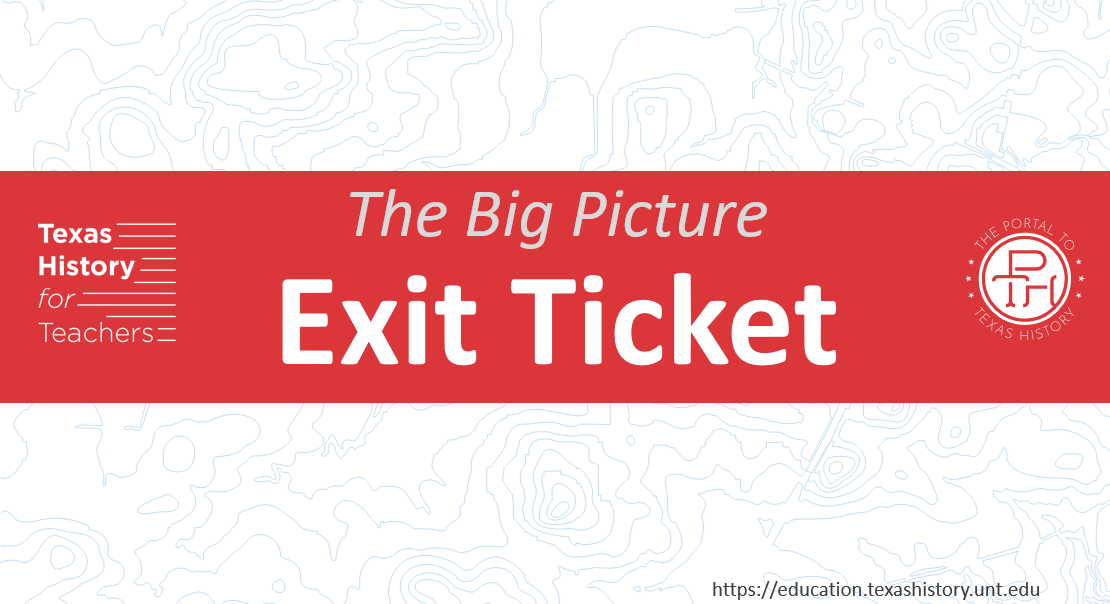 The Big Picture
Exit Ticket
Texas
History
for
Teachers
THE PORTAL TO
PTH
TEXAS HISTORY
https://education.texashistory.unt.edu